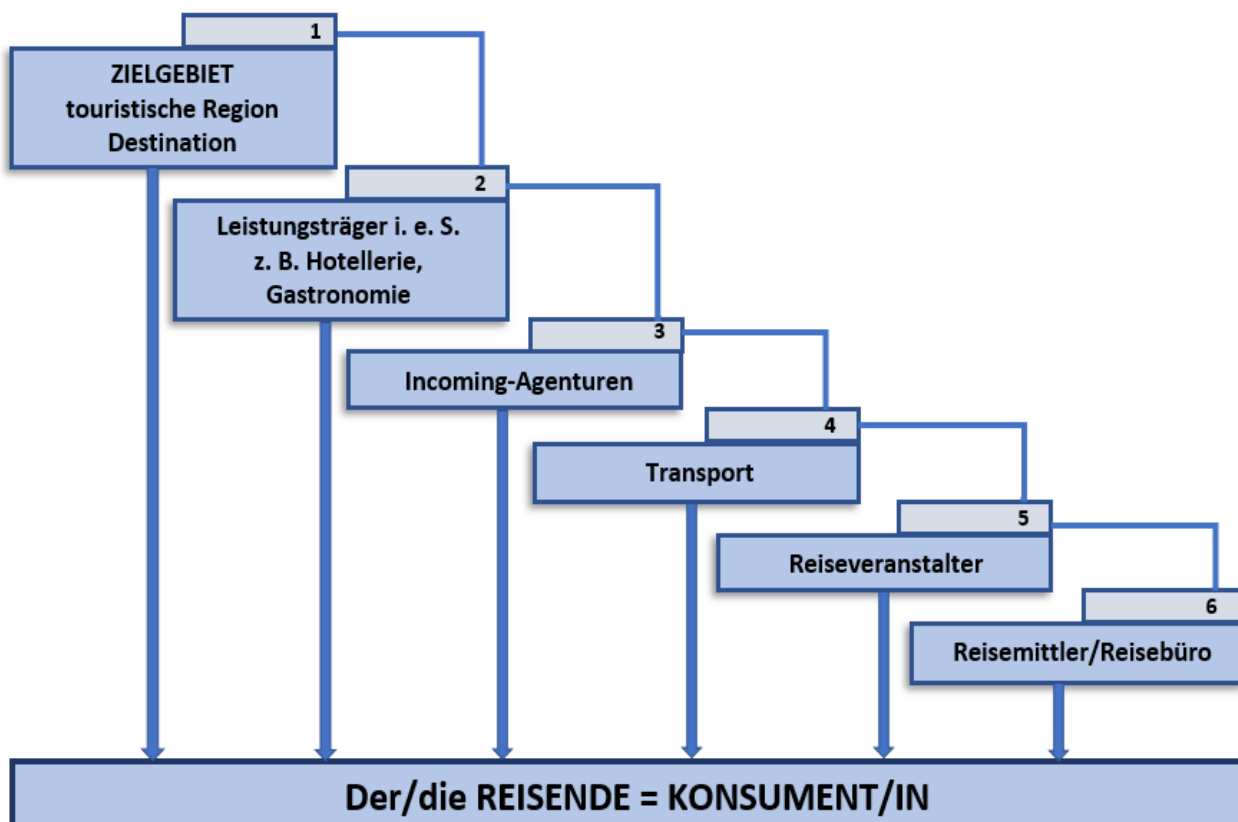 1
ZIELGEBIET
touristische Region
Destination
2
Leistungsträger i. e. S.
z. B. Hotellerie,
Gastronomie
3
Incoming-Agenturen
4
Transport
5
Reiseveranstalter
6
Reisemittler/Reisebüro
Der/die REISENDE = KONSUMENT/IN